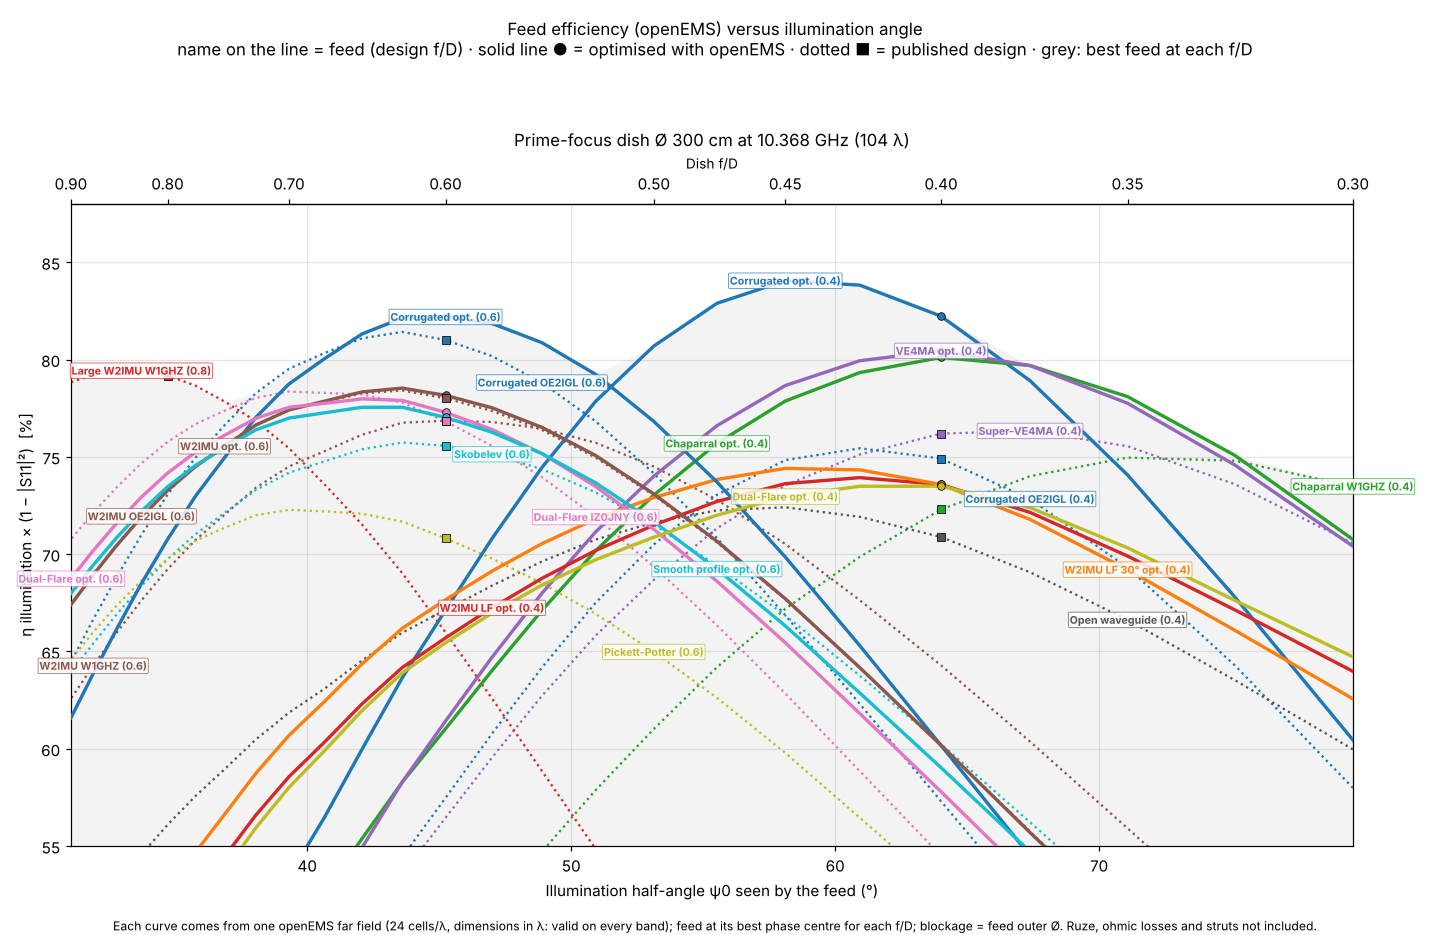 Feed efficiency (openEMS) versus illumination angle
name on the line = feed (design f/D) · solid line ● = optimised with openEMS · dotted ■ = published design · grey: best feed at each f/D
Prime-focus dish Ø 300 cm at 10.368 GHz (104 λ)
Dish f/D
0.90 0.80 0.70 0.60 0.50 0.45 0.40 0.35 0.30
85
Corrugated opt. (0.4)
Corrugated opt. (0.6)
80
VE4MA opt. (0.4)
Large W2IMU W1GHZ (0.8)
Corrugated OE2IGL (0.6)
Super-VE4MA (0.4)
W2IMU opt. (0.6)
Chaparral opt. (0.4)
75
Skobelev (0.6)
Chaparral W1GHZ (0.4)
Dual-Flare opt. (0.4)
Corrugated OE2IGL (0.4)
W2IMU OE2IGL (0.6)
Dual-Flare IZ0JNY (0.6)
70
Smooth profile opt. (0.6)
W2IMU LF 30° opt. (0.4)
Dual-Flare opt. (0.6)
W2IMU LF opt. (0.4)
Open waveguide (0.4)
65
Pickett-Potter (0.6)
W2IMU W1GHZ (0.6)
60
55
η illumination × (1 − |S11|²) [%]
40 50 60 70
Illumination half-angle ψ0 seen by the feed (°)
Each curve comes from one openEMS far field (24 cells/λ, dimensions in λ: valid on every band); feed at its best phase centre for each f/D; blockage = feed outer Ø. Ruze, ohmic losses and struts not included.